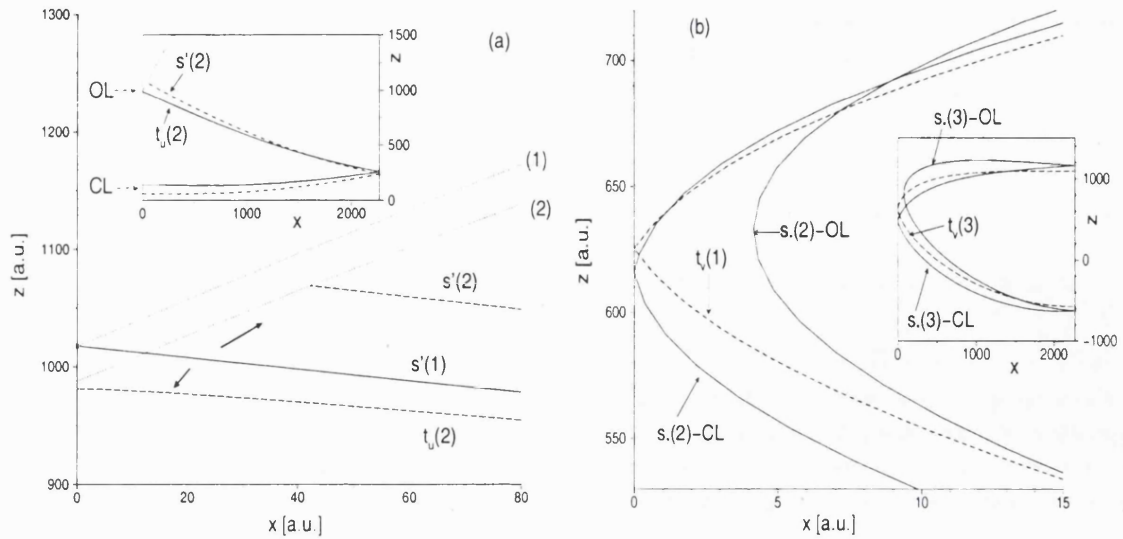 (a)
1500
1000
500
0
z
s'(2)
OL
t_u(2)
CL
0
1000
2000
x
1300
1200
1100
1000
900
z [a.u.]
(1)
(2)
s'(2)
s'(1)
t_u(2)
0
20
40
60
80
x [a.u.]
(b)
700
650
600
550
z [a.u.]
s.(2)-OL
t_v(1)
s.(2)-CL
s.(3)-OL
t_v(3)
s.(3)-CL
1000
0
-1000
z
0
1000
2000
x
0
5
10
15
x [a.u.]